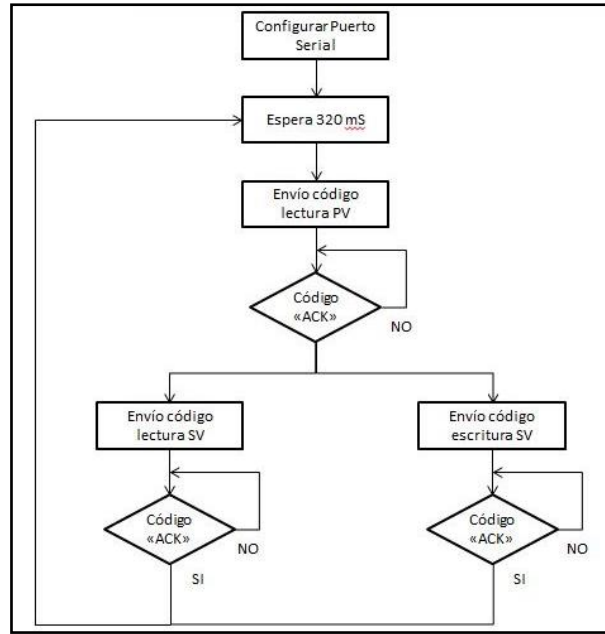 Configurar Puerto
Serial
Espera 320 mS
Envío código
lectura PV
Código
«ACK»
NO
Envío código
lectura SV
Envío código
escritura SV
Código
«ACK»
NO
SI
Código
«ACK»
NO
SI